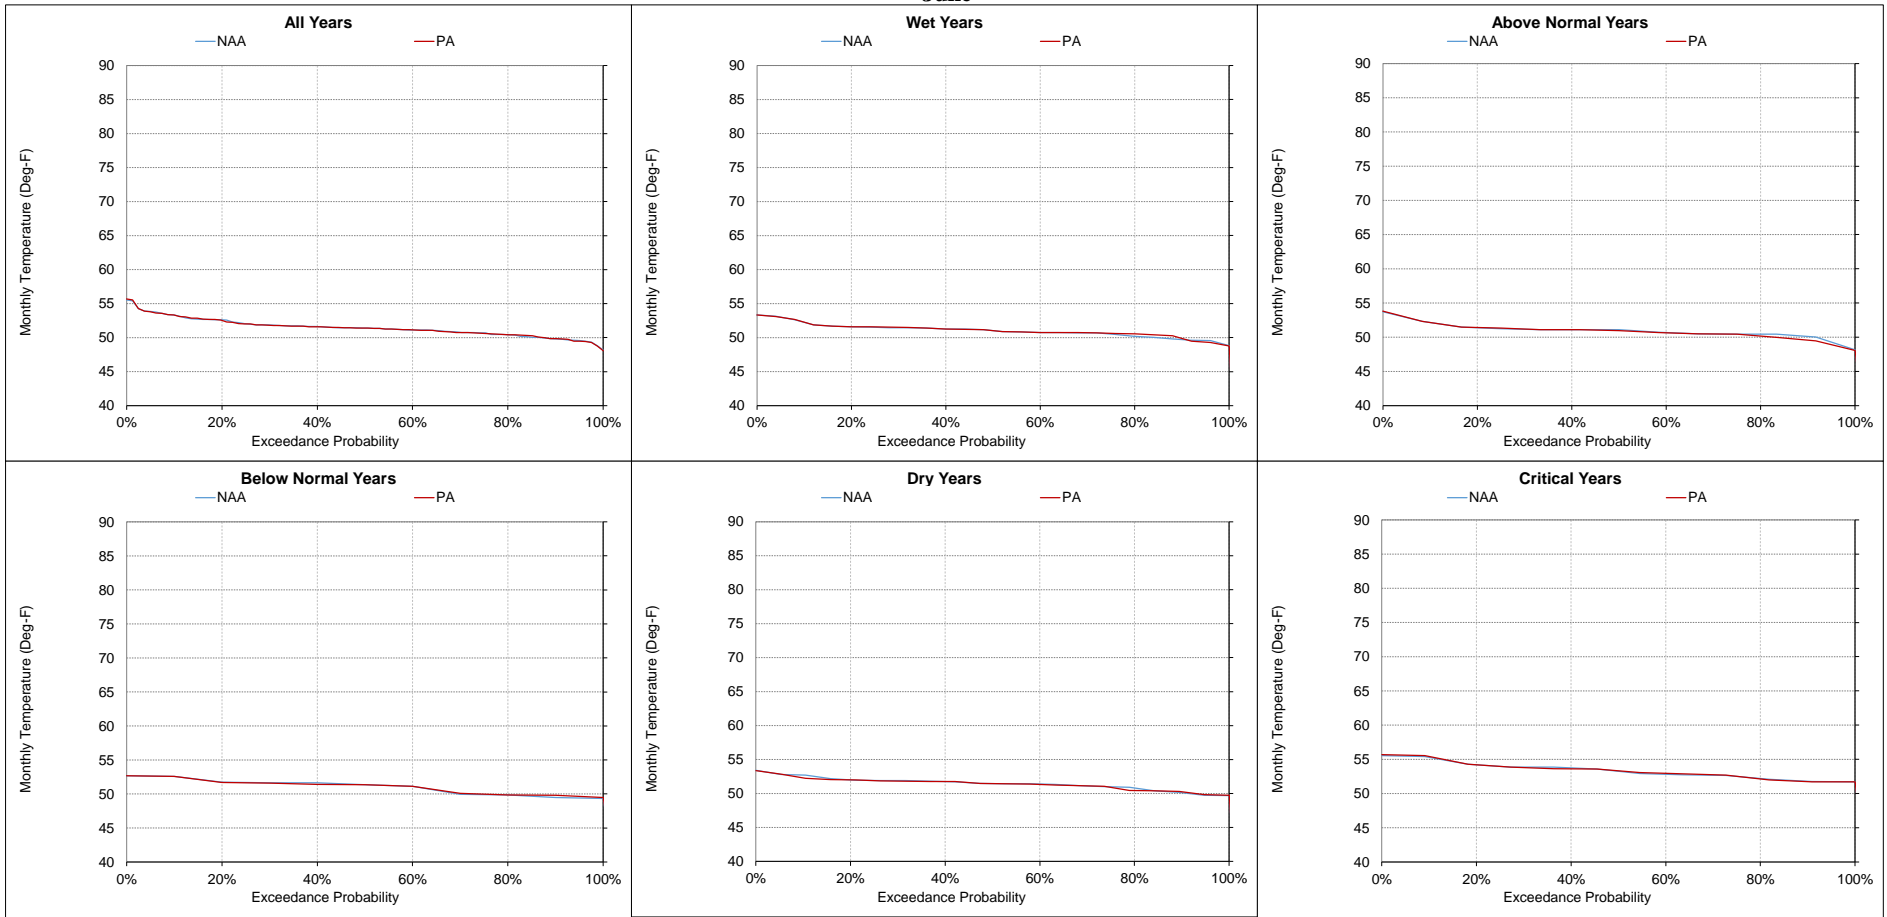 All Years
NAA PA
90
85
80
75
70
65
60
55
50
45
40
Monthly Temperature (Deg-F)
0% 20% 40% 60% 80% 100%
Exceedance Probability
Wet Years
NAA PA
90
85
80
75
70
65
60
55
50
45
40
Monthly Temperature (Deg-F)
0% 20% 40% 60% 80% 100%
Exceedance Probability
Above Normal Years
NAA PA
90
85
80
75
70
65
60
55
50
45
40
Monthly Temperature (Deg-F)
0% 20% 40% 60% 80% 100%
Exceedance Probability
Below Normal Years
NAA PA
90
85
80
75
70
65
60
55
50
45
40
Monthly Temperature (Deg-F)
0% 20% 40% 60% 80% 100%
Exceedance Probability
Dry Years
NAA PA
90
85
80
75
70
65
60
55
50
45
40
Monthly Temperature (Deg-F)
0% 20% 40% 60% 80% 100%
Exceedance Probability
Critical Years
NAA PA
90
85
80
75
70
65
60
55
50
45
40
Monthly Temperature (Deg-F)
0% 20% 40% 60% 80% 100%
Exceedance Probability